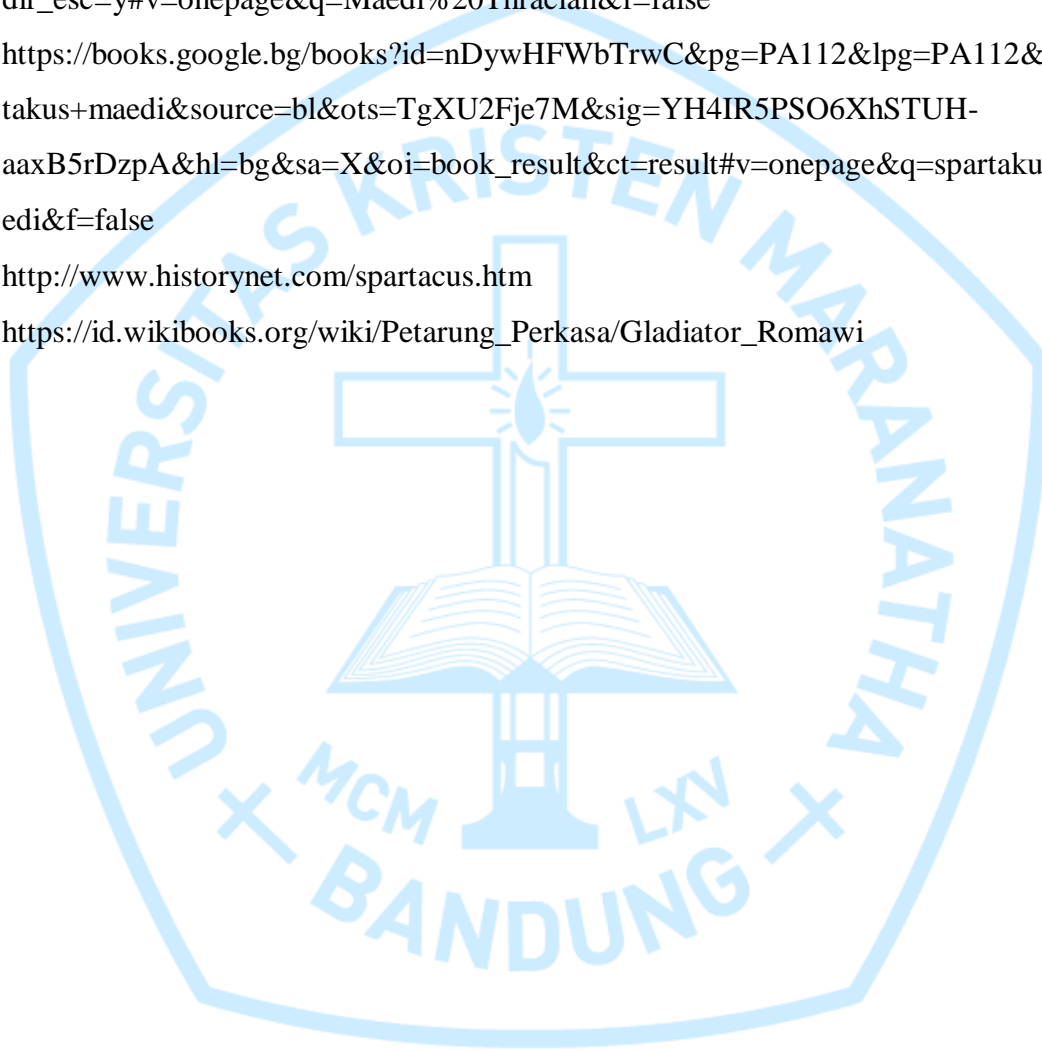 dir_esc=y#v=onepage&q=Maedi%20Thracian&f=false
https://books.google.bg/books?id=nDywHFWbTrwC&pg=PA112&lpg=PA112&
takus+maedi&source=bl&ots=TgXU2Fje7M&sig=YH4IR5PSO6XhSTUH-
aaxB5rDzpA&hl=bg&sa=X&oi=book_result&ct=result#v=onepage&q=spartaku
edi&f=false
http://www.historynet.com/spartacus.htm
https://id.wikibooks.org/wiki/Petarung_Perkasa/Gladiator_Romawi
UNIVERSITAS KRISTEN MARANATHA
MCM LXV
BANDUNG